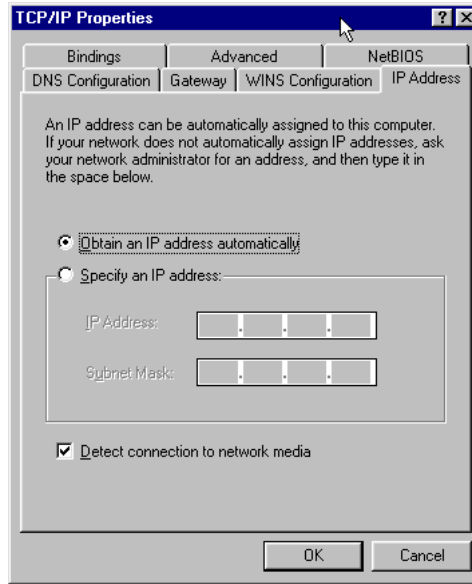 TCP/IP Properties
Bindings Advanced NetBIOS
DNS Configuration Gateway WINS Configuration IP Address
An IP address can be automatically assigned to this computer.
If your network does not automatically assign IP addresses, ask
your network administrator for an address, and then type it in
the space below.
Obtain an IP address automatically
Specify an IP address:
IP Address:
. . .
Subnet Mask:
. . .
Detect connection to network media
OK Cancel